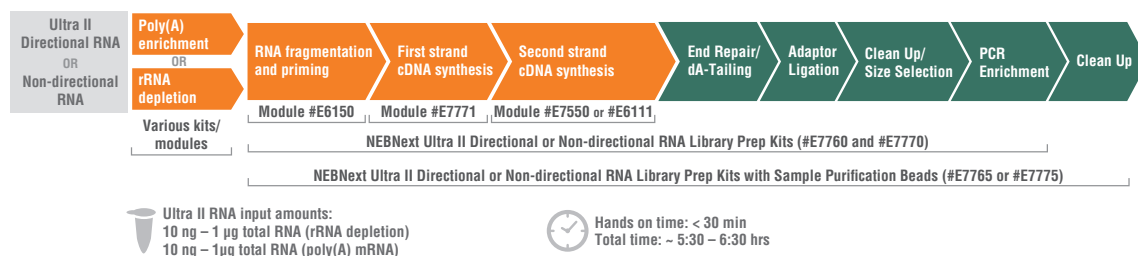 Ultra II
Directional RNA
OR
Non-directional
RNA
Poly(A)
enrichment
OR
rRNA
depletion
RNA fragmentation
and priming
First strand
cDNA synthesis
Second strand
cDNA synthesis
End Repair/
dA-Tailing
Adaptor
Ligation
Clean Up/
Size Selection
PCR
Enrichment
Clean Up
Various kits/
modules
Module #E6150
Module #E7771
Module #E7550 or #E6111
NEBNext Ultra II Directional or Non-directional RNA Library Prep Kits (#E7760 and #E7770)
NEBNext Ultra II Directional or Non-directional RNA Library Prep Kits with Sample Purification Beads (#E7765 or #E7775)
Ultra II RNA input amounts:
10 ng – 1 µg total RNA (rRNA depletion)
10 ng – 1µg total RNA (poly(A) mRNA)
Hands on time: < 30 min
Total time: ~ 5:30 – 6:30 hrs